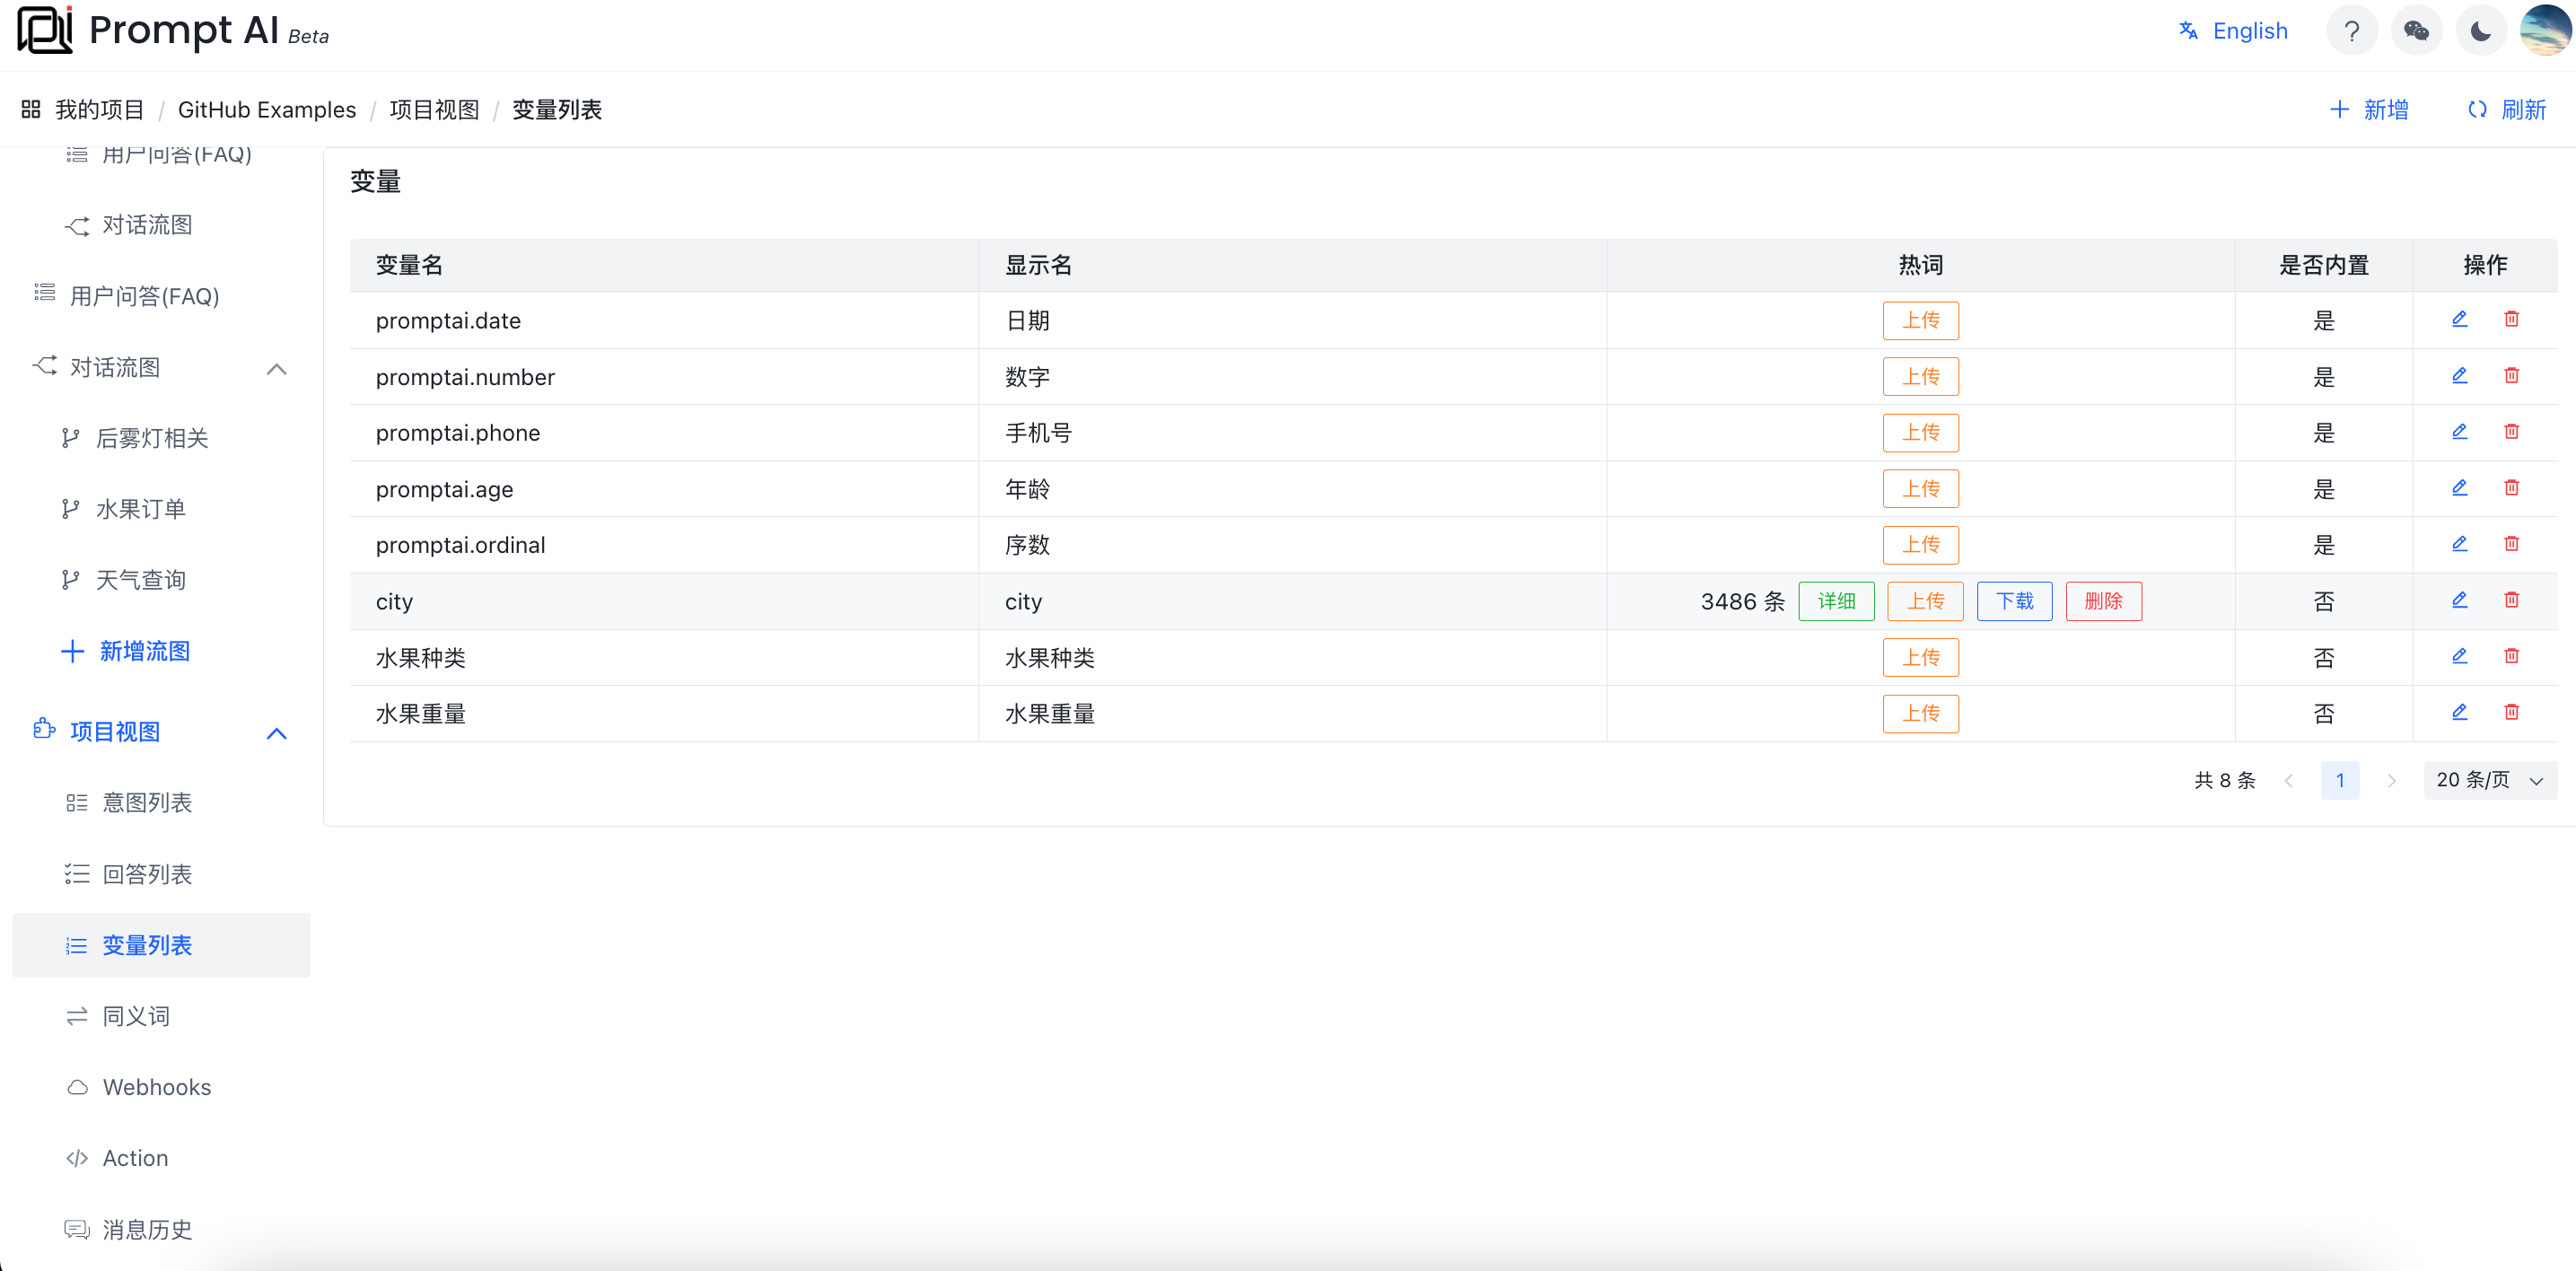 Prompt AI Beta
English
我的项目 / GitHub Examples / 项目视图 / 变量列表
新增
刷新
用户问答(FAQ)
对话流图
用户问答(FAQ)
对话流图
后雾灯相关
水果订单
天气查询
新增流图
项目视图
意图列表
回答列表
变量列表
同义词
Webhooks
Action
消息历史
变量
变量名 显示名 热词 是否内置 操作
promptai.date 日期 上传 是
promptai.number 数字 上传 是
promptai.phone 手机号 上传 是
promptai.age 年龄 上传 是
promptai.ordinal 序数 上传 是
city city 3486 条 详细 上传 下载 删除 否
水果种类 水果种类 上传 否
水果重量 水果重量 上传 否
共 8 条 1 20 条/页